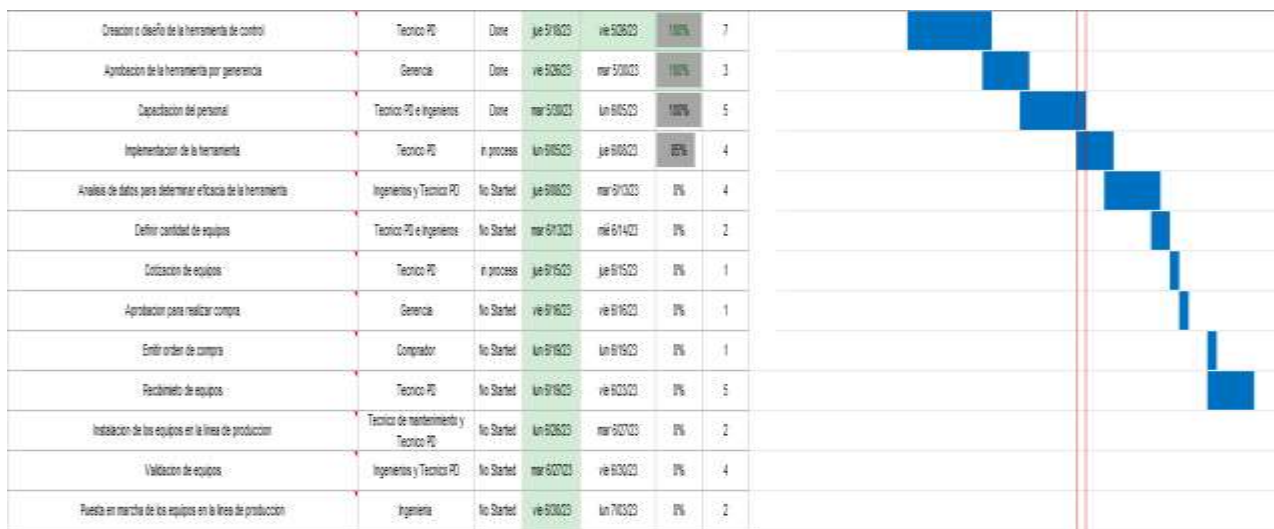 Creacion o diseño de la herramienta de control Tecnico PD Done jue 5/18/23 vie 5/26/23 100% 7
Aprobacion de la herramienta por generencia Gerencia Done vie 5/26/23 mar 5/30/23 100% 3
Capacitacion del personal Tecnico PD e Ingenieros Done mar 5/30/23 lun 6/05/23 100% 5
Implementacion de la herramienta Tecnico PD in process lun 6/05/23 jue 6/08/23 85% 4
Analisis de datos para determinar eficacia de la herramienta Ingenierios y Tecnico PD No Started jue 6/08/23 mar 6/13/23 0% 4
Definir cantidad de equipos Tecnico PD e Ingenieros No Started mar 6/13/23 mié 6/14/23 0% 2
Cotizacion de equipos Tecnico PD in process jue 6/15/23 jue 6/15/23 0% 1
Aprobacion para realizar compra Gerencia No Started vie 6/16/23 vie 6/16/23 0% 1
Emitir orden de compra Comprador No Started lun 6/19/23 lun 6/19/23 0% 1
Recibimieto de equipos Tecnico PD No Started lun 6/19/23 vie 6/23/23 0% 5
Instalacion de los equipos en la linea de produccion Tecnico de mantenimiento y Tecnico PD No Started lun 6/26/23 mar 6/27/23 0% 2
Validacion de equipos Ingenieros y Tecnico PD No Started mar 6/27/23 vie 6/30/23 0% 4
Puesta en marcha de los equipos en la linea de producción Ingenieria No Started vie 6/30/23 lun 7/03/23 0% 2